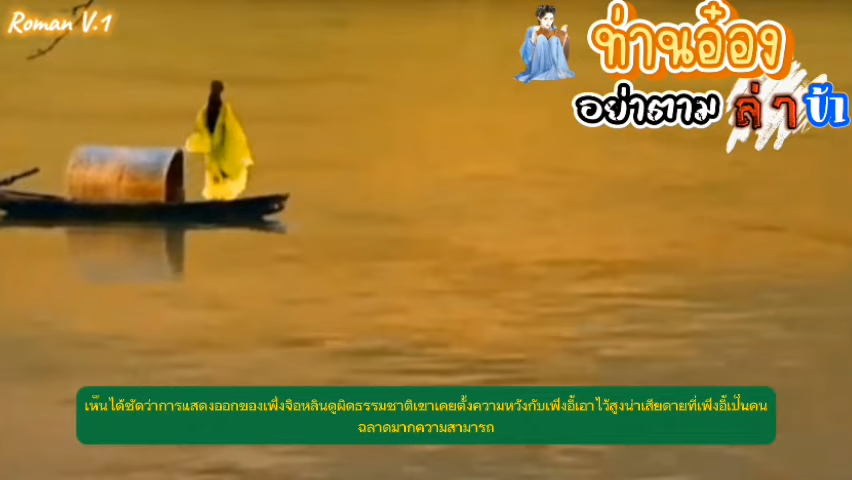 Roman V.1
ท่านอ๋อง
อย่าตาม ล่า ข้า
เห็นได้ชัดว่าการแสดงออกของเฟิ่งจิอหลินดูผิดธรรมชาติเขาเคยตั้งความหวังกับเฟิ่งอี้เอาไว้สูงน่าเสียดายที่เฟิ่งอี้เป็นคน
ฉลาดมากความสามารถ